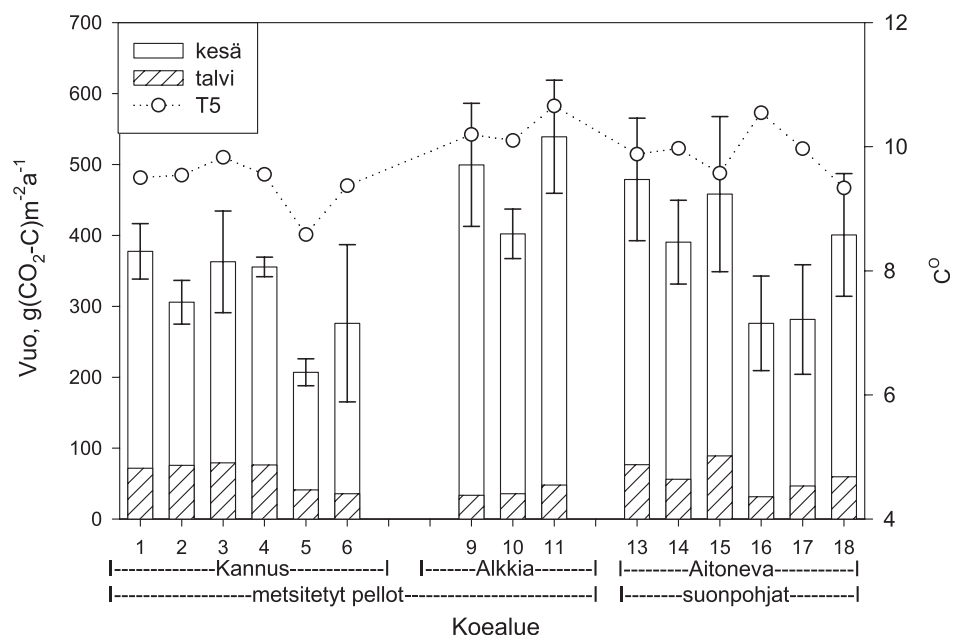 700
600
500
400
300
200
100
0
Vuo, g(CO2-C)m-2a-1
kesä
talvi
T5
12
10
8
6
4
C°
1 2 3 4 5 6 9 10 11 13 14 15 16 17 18
Kannus Alkkia Aitoneva
metsitetyt pellot suonpohjat
Koealue